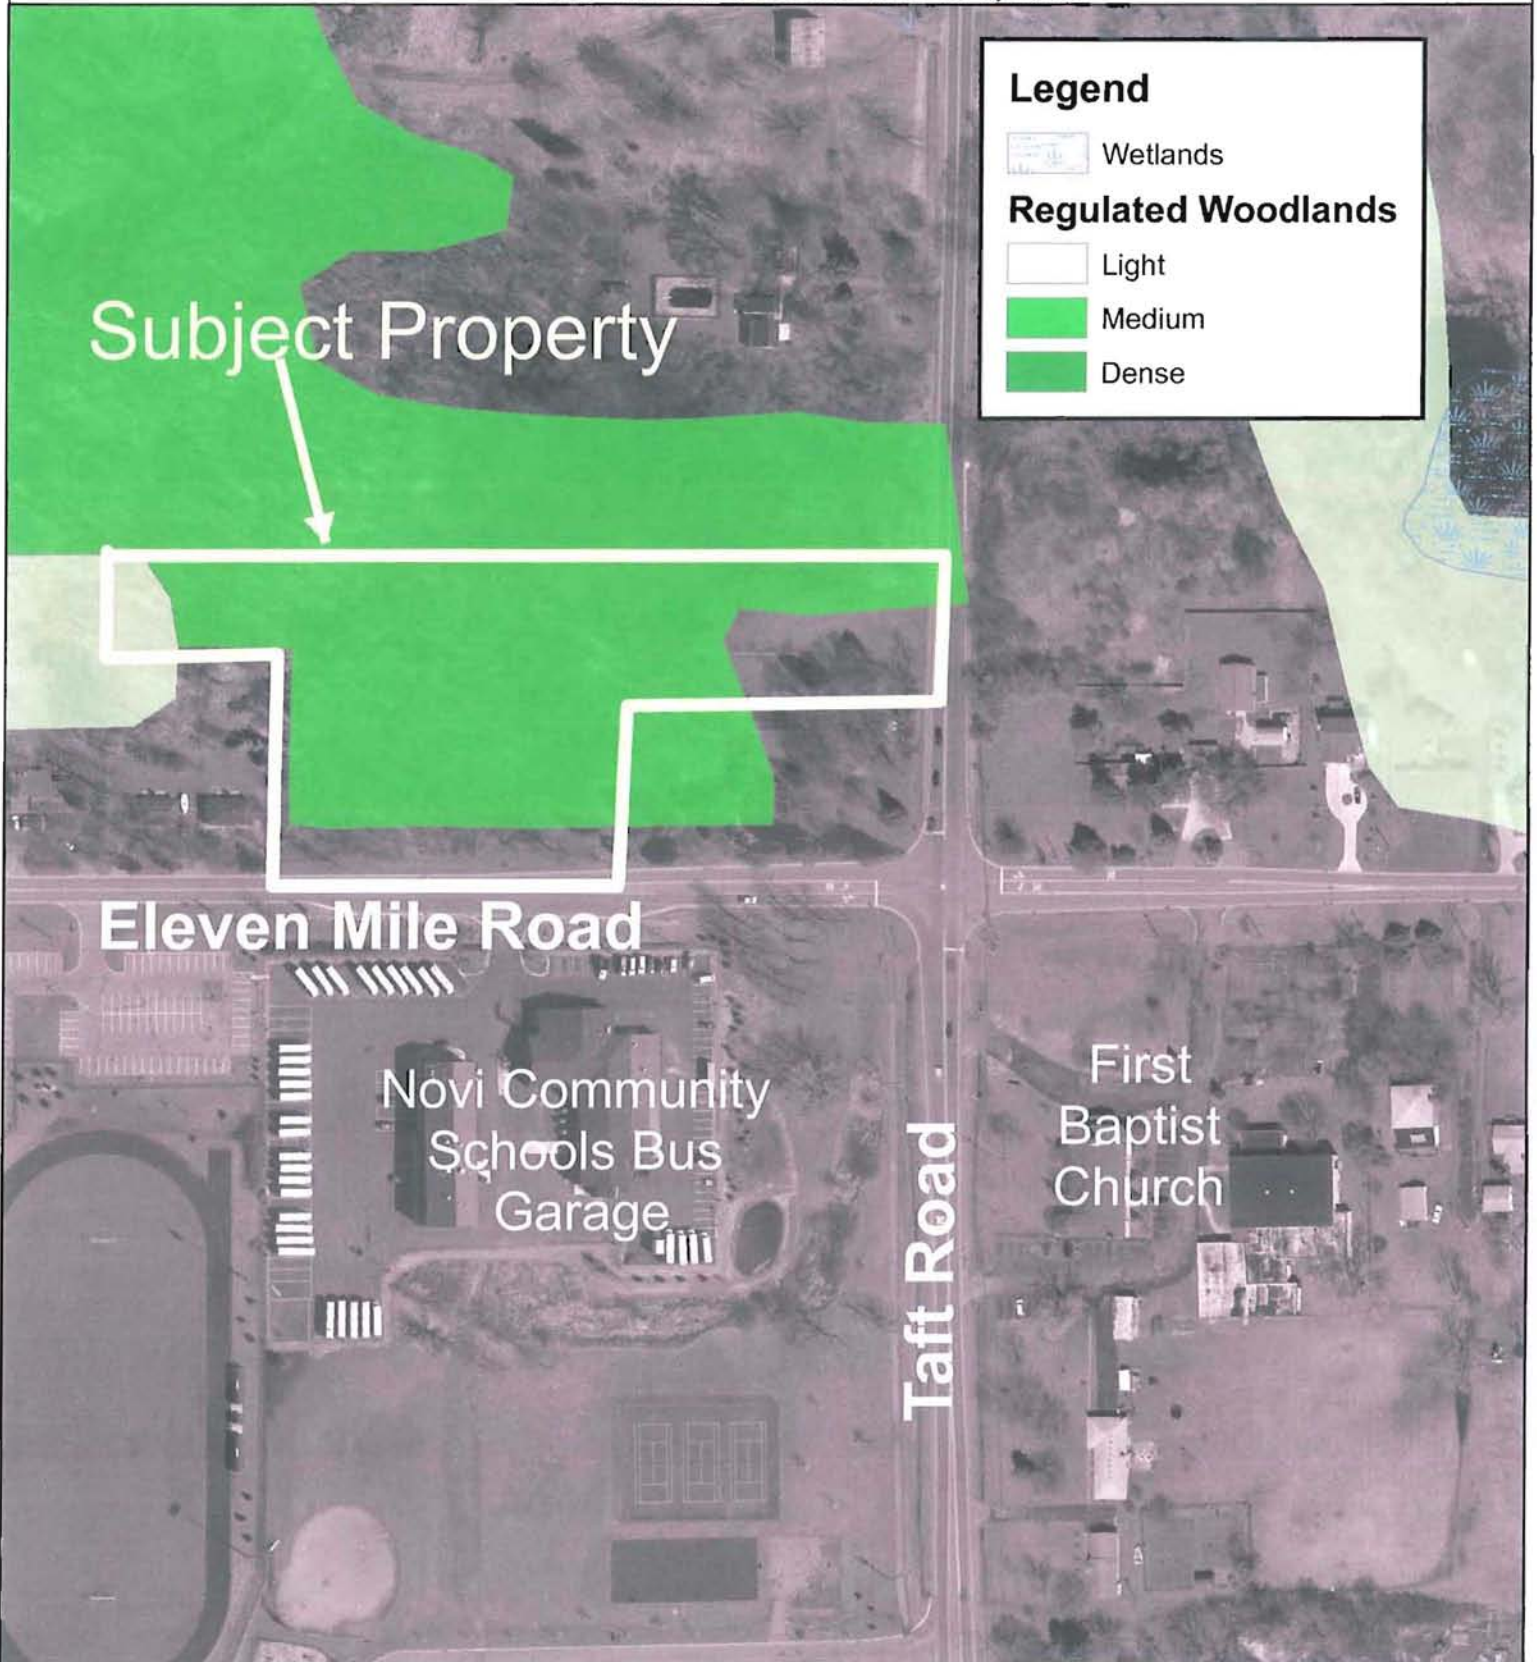 Legend
Wetlands
Regulated Woodlands
Light
Medium
Dense
Subject Property
Eleven Mile Road
Novi Community
Schools Bus
Garage
First
Baptist
Church
Taft Road